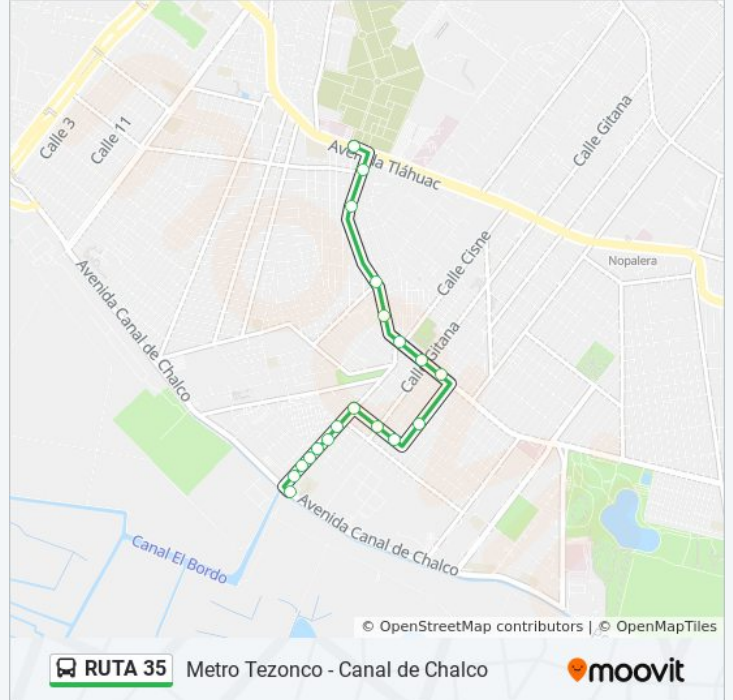 Calle 3
Calle 11
Calle Gitana
Avenida Tláhuac
Calle Cisne
Nopalera
Avenida Canal de Chalco
Calle Gitana
Avenida Canal de Chalco
Canal El Bordo
© OpenStreetMap contributors | © OpenMapTiles
RUTA 35 Metro Tezonco - Canal de Chalco moovit